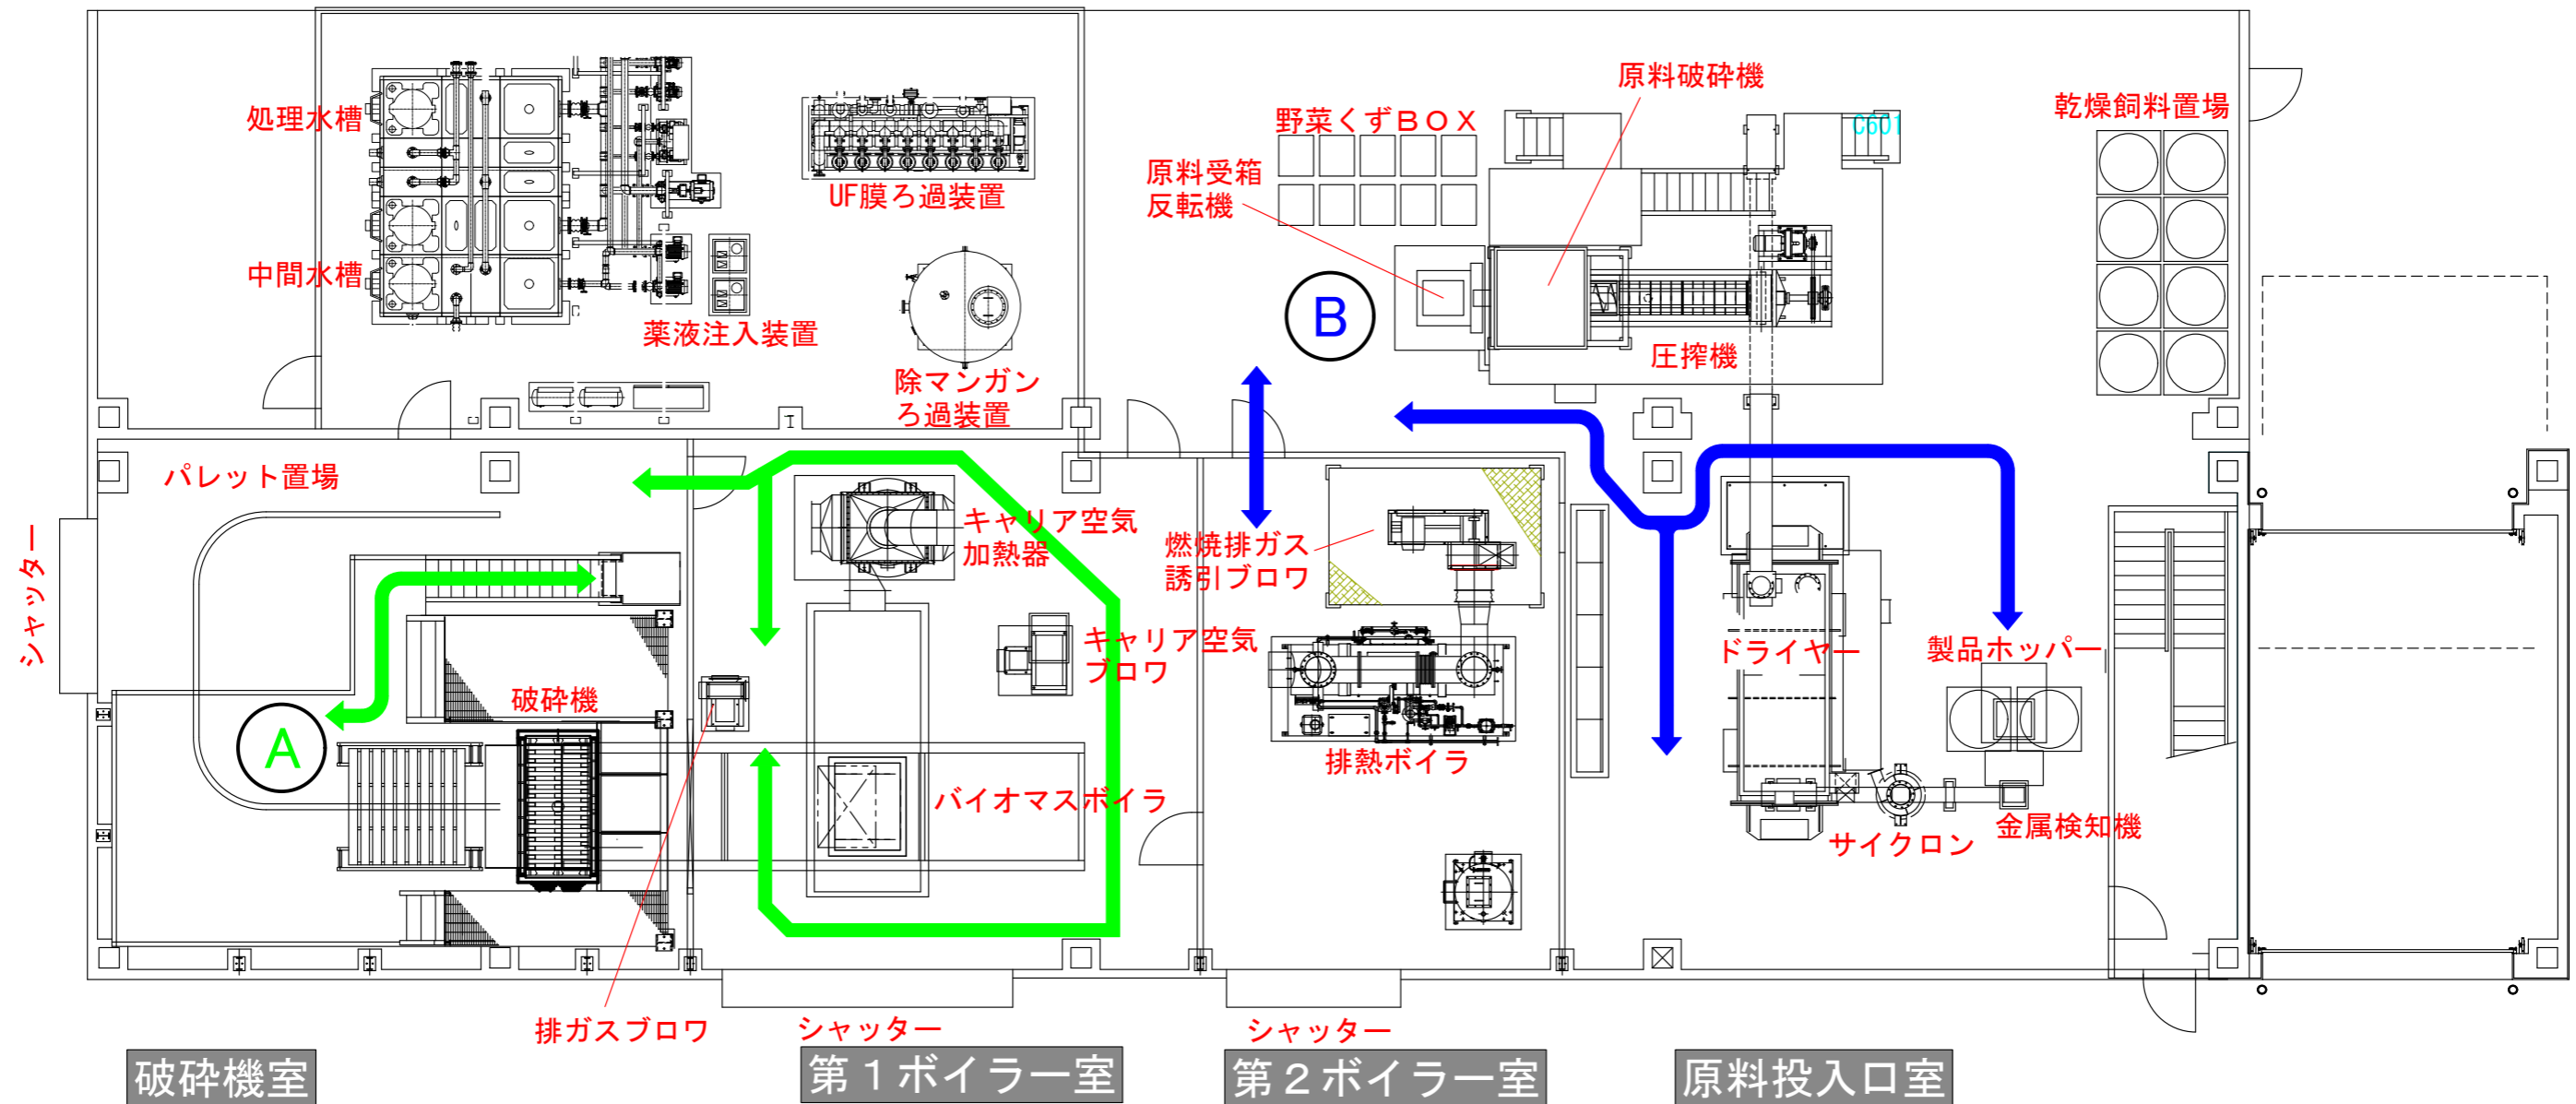 処理水槽
中間水槽
薬液注入装置
UF膜ろ過装置
除マンガン
ろ過装置
原料破砕機
野菜くずＢＯＸ
原料受箱
反転機
C601
乾燥飼料置場
B
圧搾機
パレット置場
シャッター
キャリア空気
加熱器
燃焼排ガス
誘引ブロワ
キャリア空気
ブロワ
ドライヤー
製品ホッパー
破砕機
A
排熱ボイラ
バイオマスボイラ
サイクロン
金属検知機
排ガスブロワ
シャッター
シャッター
破砕機室
第１ボイラー室
第２ボイラー室
原料投入口室